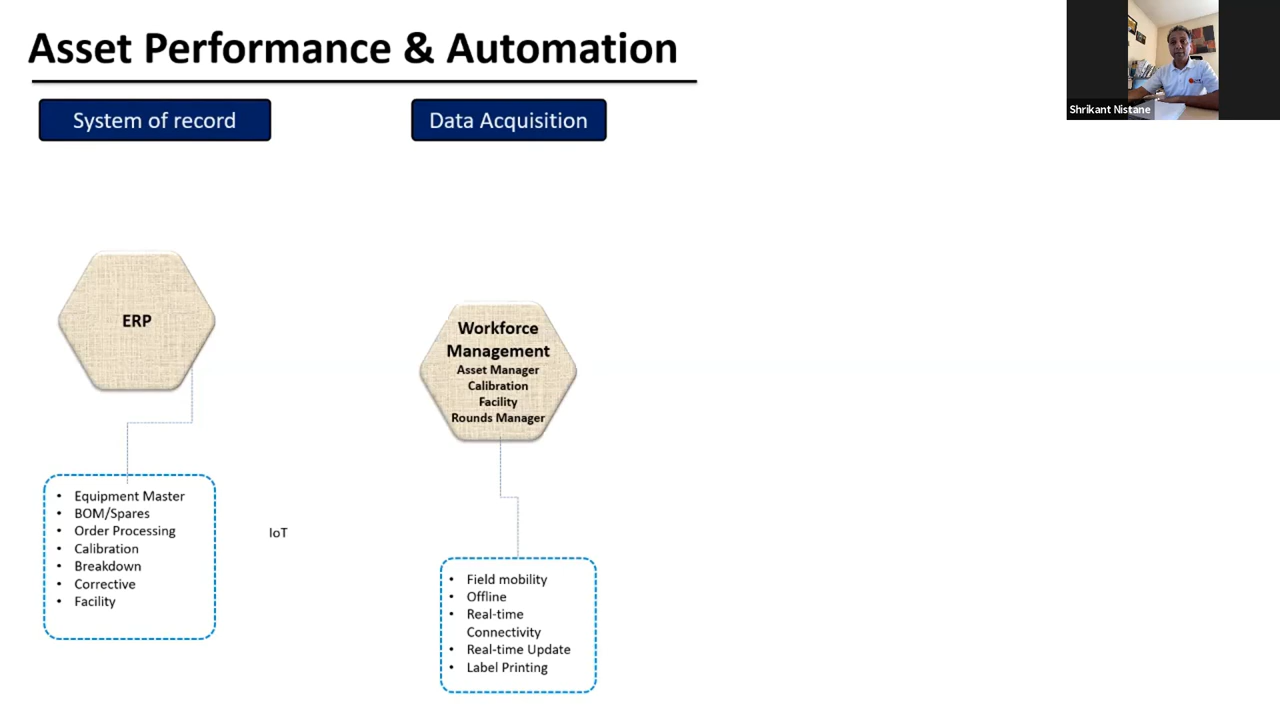 Asset Performance & Automation
System of record
Data Acquisition
Shrikant Nistane
ERP
Workforce
Management
Asset Manager
Calibration
Facility
Rounds Manager
• Equipment Master
• BOM/Spares
• Order Processing
• Calibration
• Breakdown
• Corrective
• Facility
IoT
• Field mobility
• Offline
• Real-time
Connectivity
• Real-time Update
• Label Printing